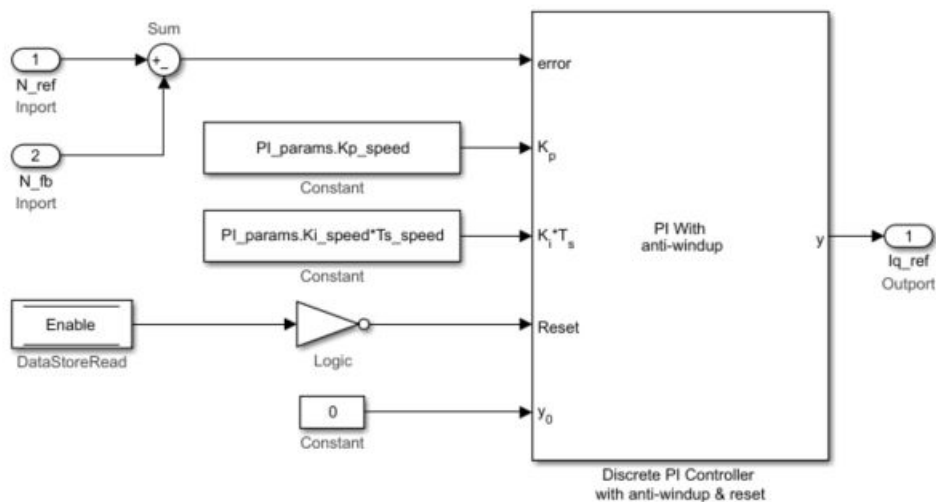 Sum
+
−
1
N_ref
Inport
2
N_fb
Inport
error
PI_params.Kp_speed
Constant
Kp
PI_params.Ki_speed*Ts_speed
Constant
Ki*Ts
PI With
anti-windup
y
1
Iq_ref
Outport
Enable
DataStoreRead
Logic
Reset
0
Constant
y0
Discrete PI Controller
with anti-windup & reset